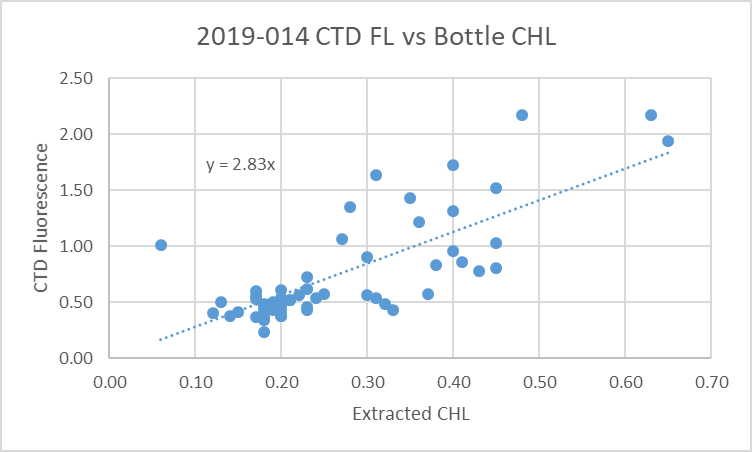 2019-014 CTD FL vs Bottle CHL
CTD Fluorescence
2.50
2.00
1.50
1.00
0.50
0.00
y = 2.83x
0.00 0.10 0.20 0.30 0.40 0.50 0.60 0.70
Extracted CHL